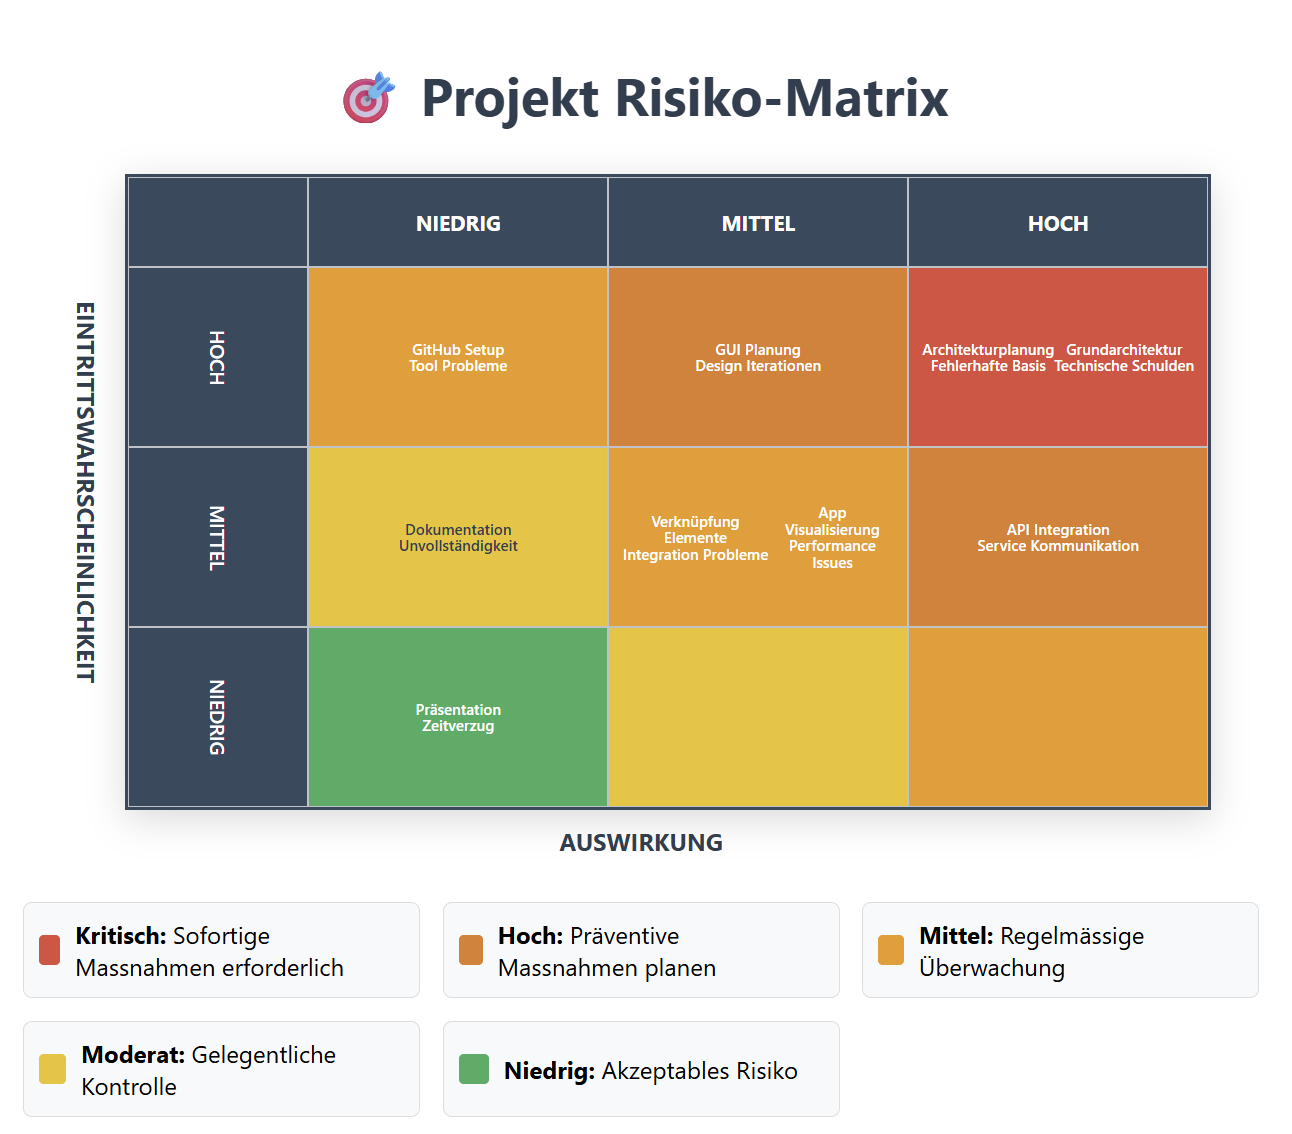 Projekt Risiko-Matrix
NIEDRIG
MITTEL
HOCH
EINTRITTSWAHRSCHEINLICHKEIT
HOCH
GitHub Setup
Tool Probleme
GUI Planung
Design Iterationen
Architekturplanung
Fehlerhafte Basis
Grundarchitektur
Technische Schulden
MITTEL
Dokumentation
Unvollständigkeit
Verknüpfung
Elemente
Integration Probleme
App
Visualisierung
Performance
Issues
API Integration
Service Kommunikation
NIEDRIG
Präsentation
Zeitverzug
AUSWIRKUNG
Kritisch: Sofortige
Massnahmen erforderlich
Hoch: Präventive
Massnahmen planen
Mittel: Regelmässige
Überwachung
Moderat: Gelegentliche
Kontrolle
Niedrig: Akzeptables Risiko